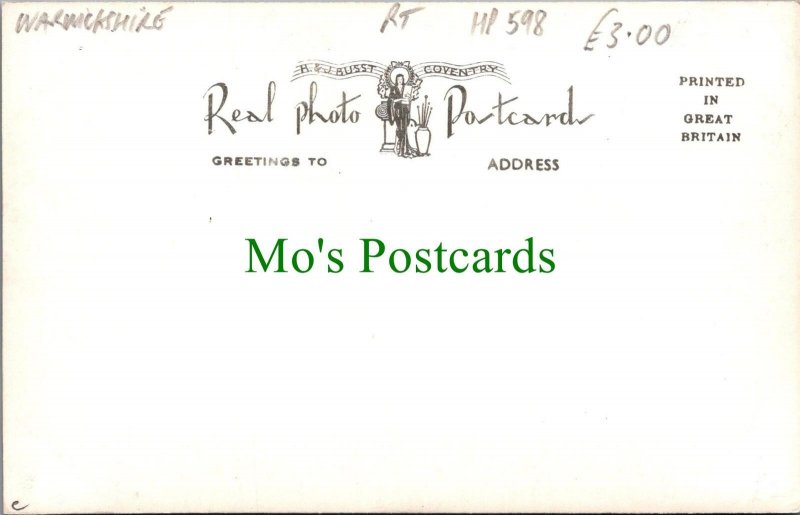 WARWICKSHIRE RT HP 598 £3.00
H. & J. BUSST COVENTRY
Real photo Postcards
PRINTED
IN
GREAT
BRITAIN
GREETINGS TO ADDRESS
Mo's Postcards
c